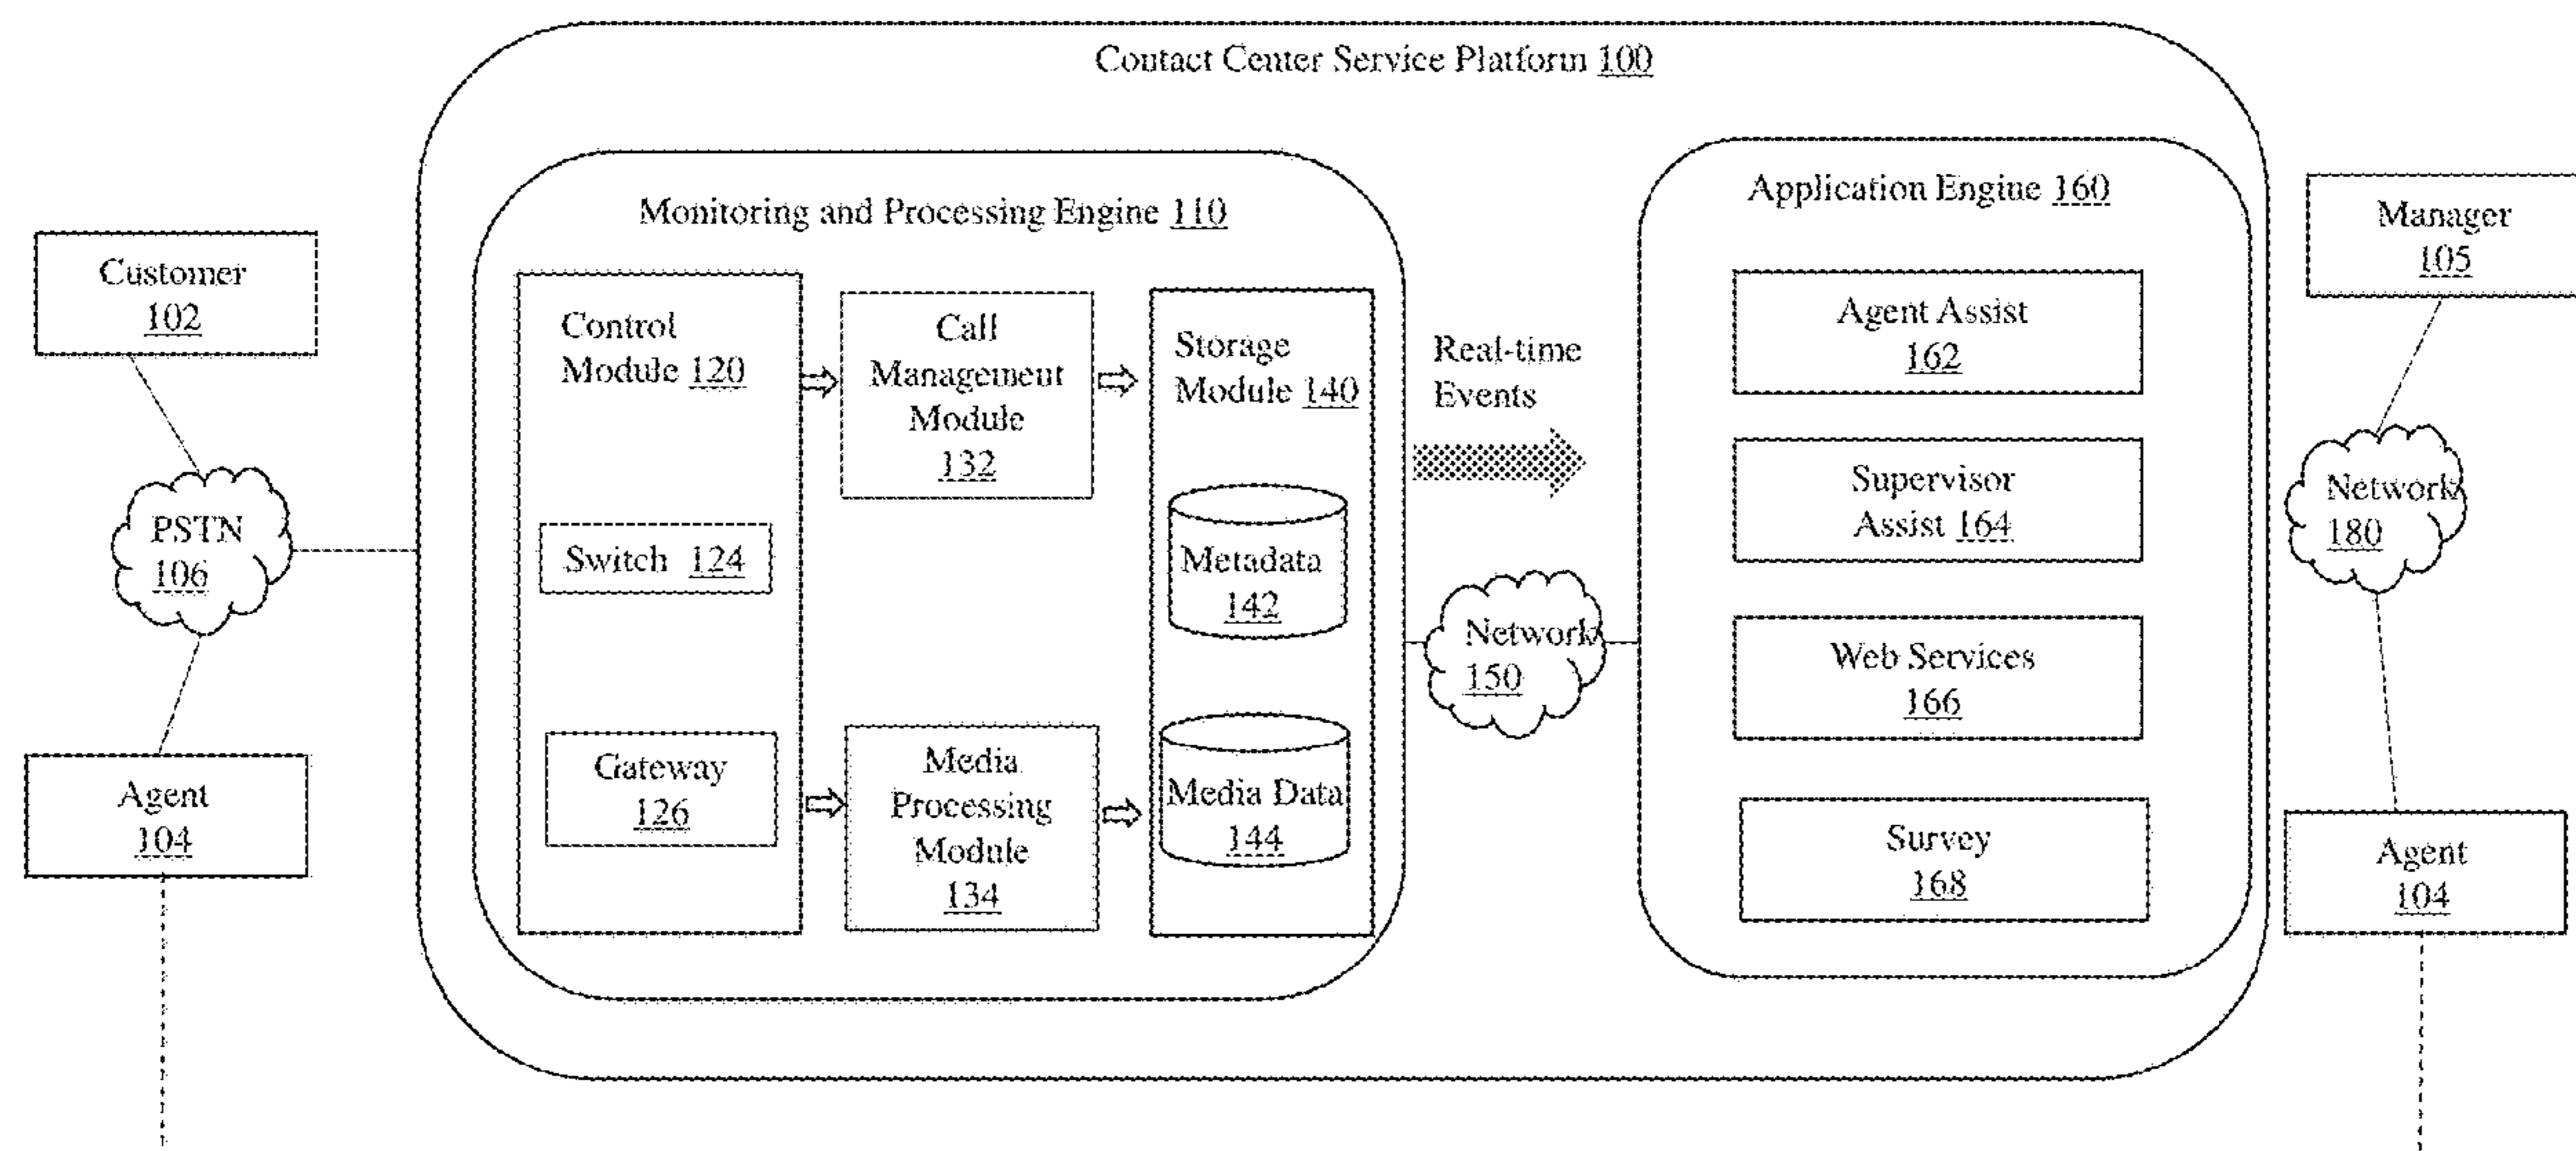 Contact Center Service Platform 100
Monitoring and Processing Engine 110
Application Engine 160
Customer
102
PSTN
106
Agent
104
Control
Module 120
Switch 124
Gateway
126
Call
Management
Module
132
Media
Processing
Module
134
Storage
Module 140
Metadata
142
Media Data
144
Real-time
Events
Network
150
Agent Assist
162
Supervisor
Assist 164
Web Services
166
Survey
168
Manager
105
Network
180
Agent
104